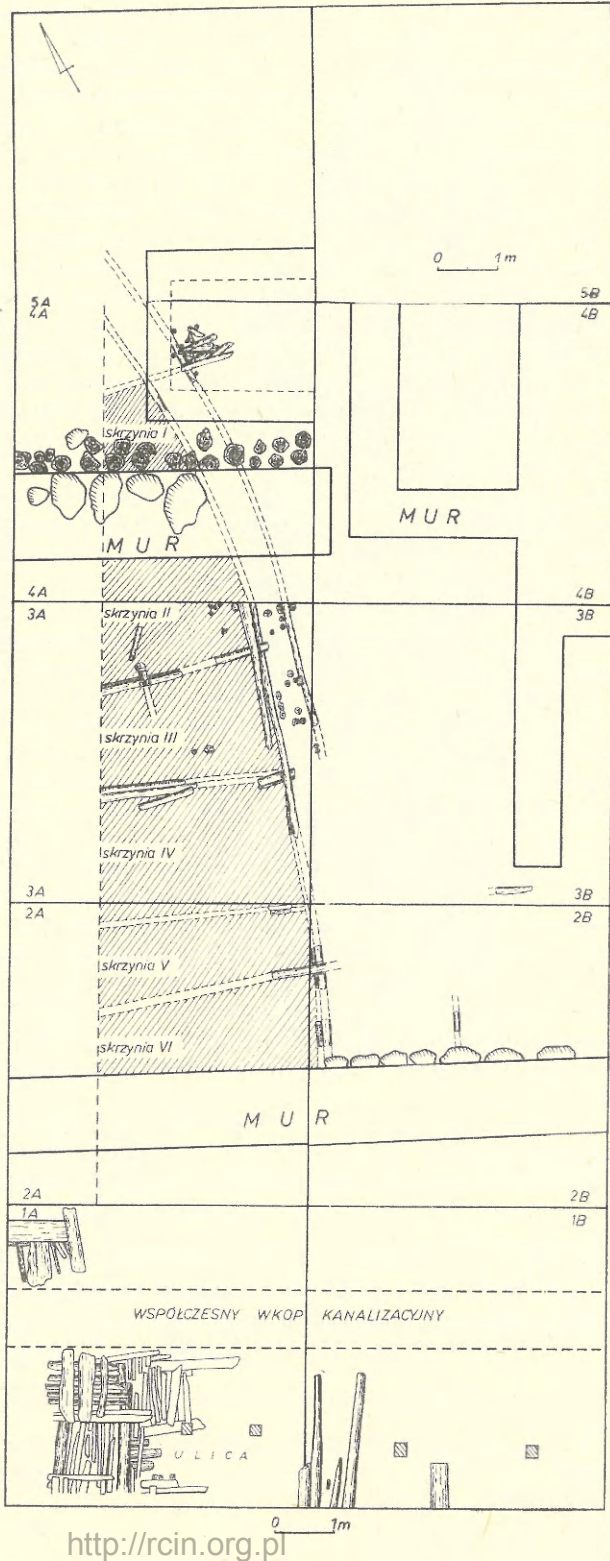 0 1m
5A 5B
4A 4B
skrzynia I
MUR
MUR
4A 4B
3A 3B
skrzynia II
skrzynia III
skrzynia IV
3A 3B
2A 2B
skrzynia V
skrzynia VI
MUR
2A 2B
1A 1B
WSPÓŁCZESNY WKOP KANALIZACYJNY
ULICA
0 1m
http://rcin.org.pl